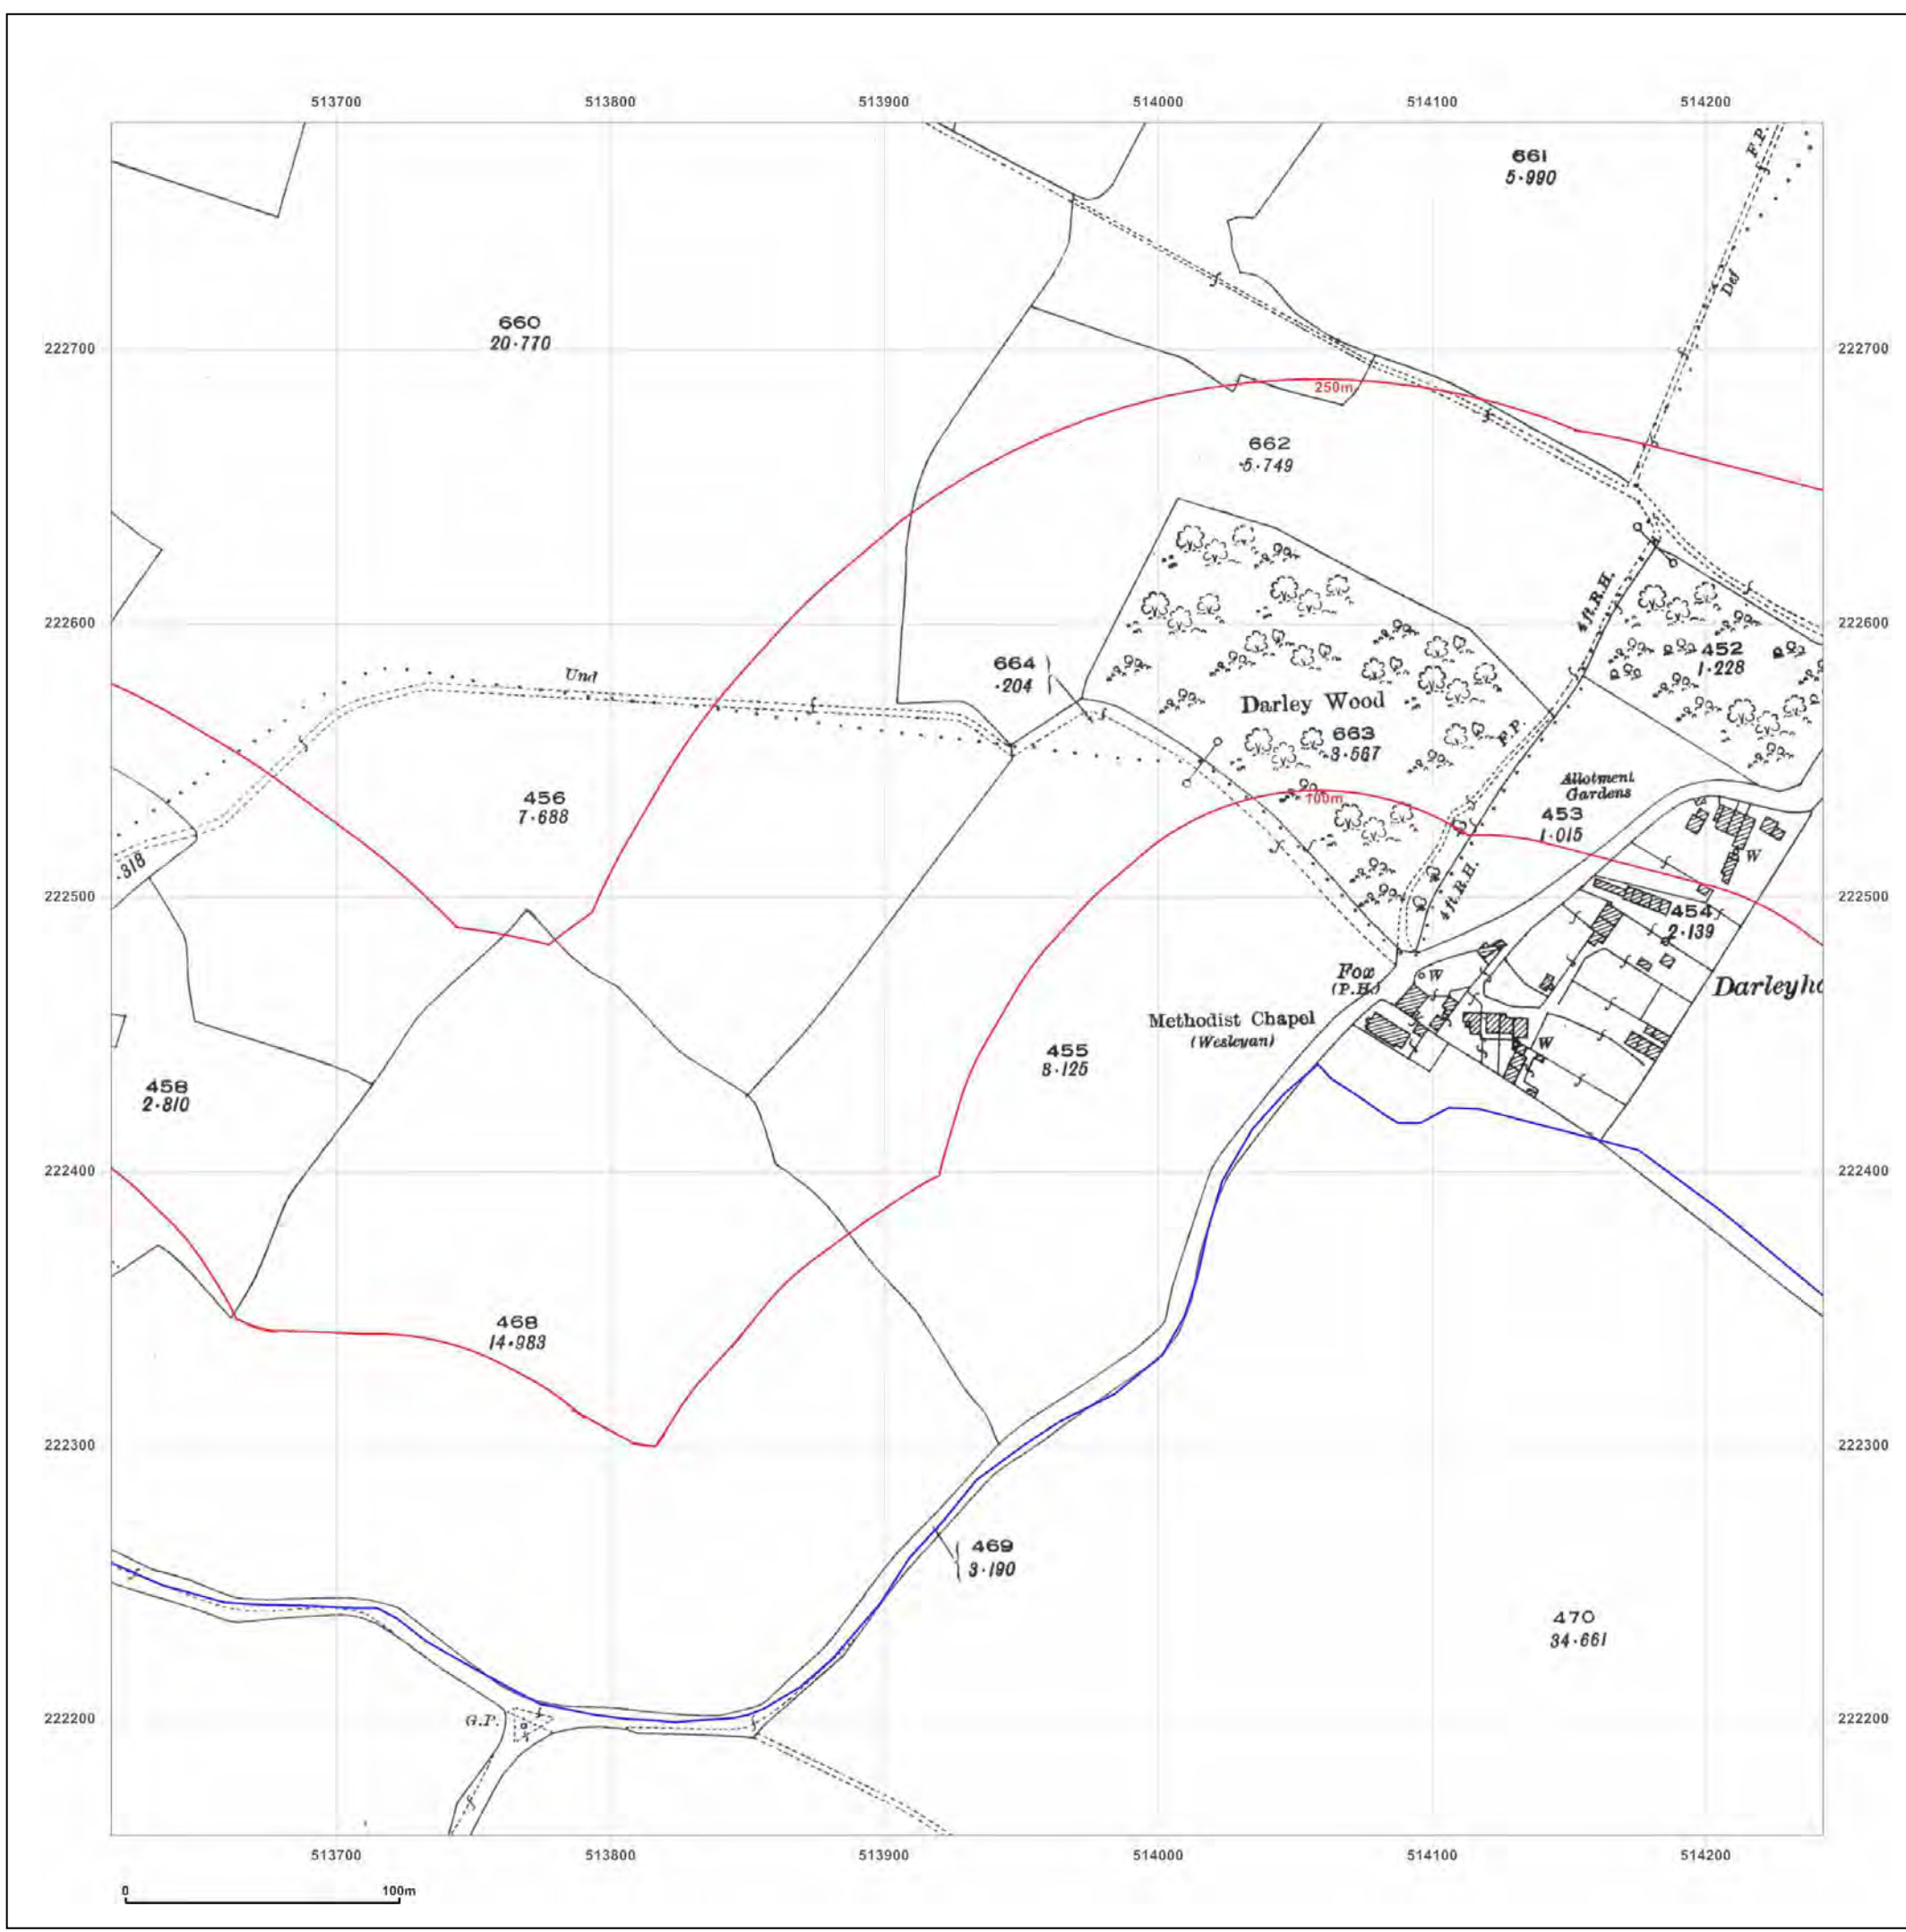 513700 513800 513900 514000 514100 514200
F.P.
661
5·990
Def
660
20·770
222700 222700
250m
662
5·749
4ft.R.H.
222600 222600
452
1·228
Und
664
·204
Darley Wood
663
3·567
F.P.
Allotment
Gardens
100m
456
7·688
453
1·015
·318
W
4ft.R.H.
222500 222500
454
2·139
Fox
(P.H.)
W
Darleyh
Methodist Chapel
(Wesleyan)
W
455
8·125
458
2·810
222400 222400
468
14·983
222300 222300
469
3·190
470
34·661
222200 222200
G.P.
513700 513800 513900 514000 514100 514200
0 100m